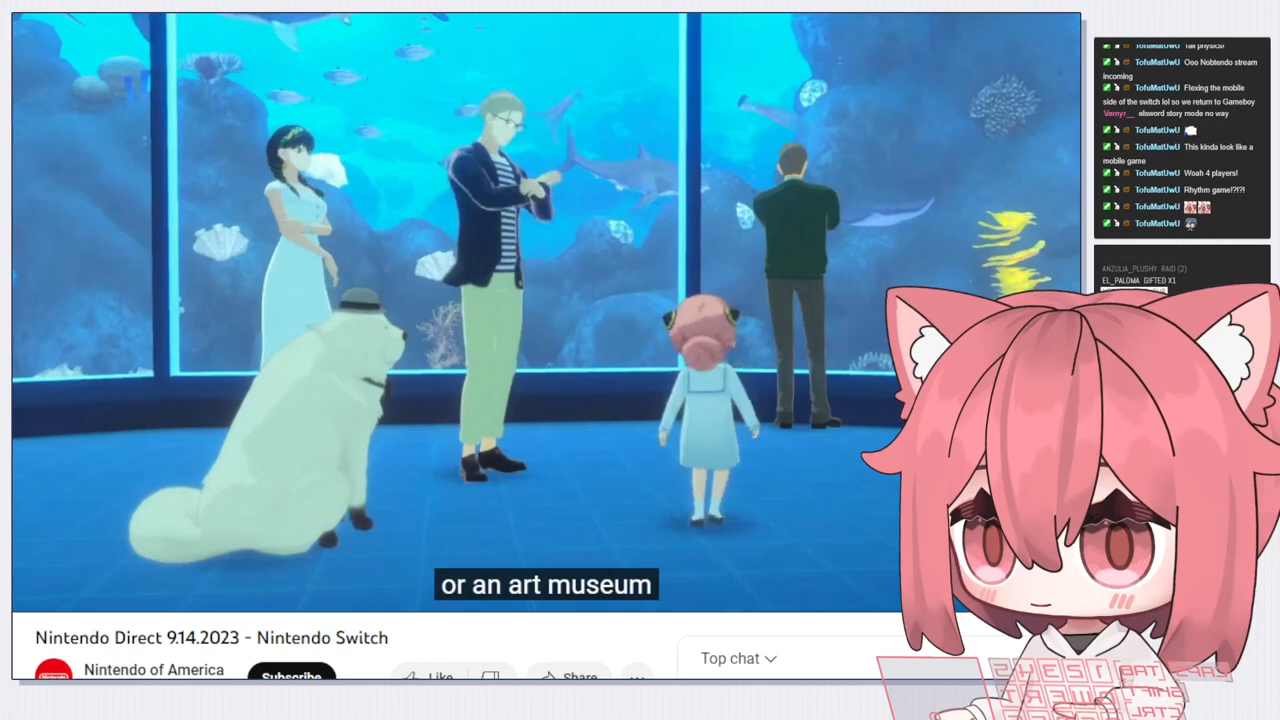 TofuMatUwU Tail physics!
TofuMatUwU Ooo Nobtendo stream
incoming
TofuMatUwU Flexing the mobile
side of the switch lol so we return to Gameboy
Vamyr__ elsword story mode no way
TofuMatUwU
TofuMatUwU This kinda look like a
mobile game
TofuMatUwU Woah 4 players!
TofuMatUwU Rhythm game!?!?!
TofuMatUwU
TofuMatUwU
ANZULIA_PLUSHY RAID (2)
EL_PALOMA GIFTED X1
or an art museum
Nintendo Direct 9.14.2023 - Nintendo Switch
Nintendo of America
Subscribe
Like
Share
Top chat